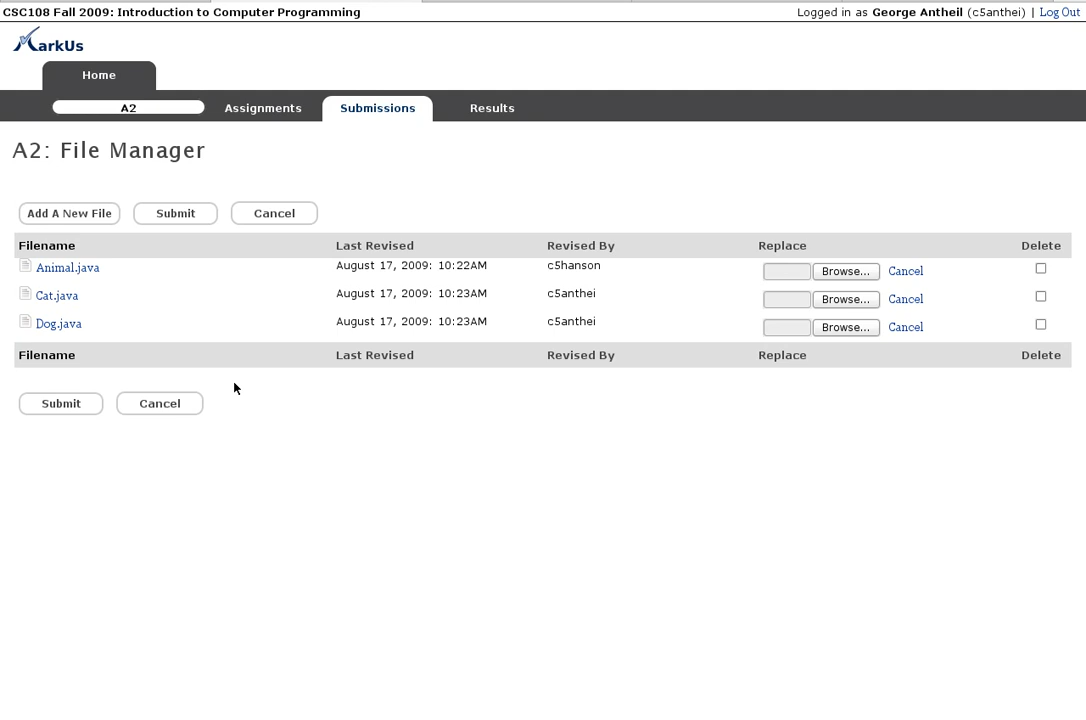 CSC108 Fall 2009: Introduction to Computer Programming Logged in as George Antheil (c5anthei) | Log Out
MarkUs
Home
A2 Assignments Submissions Results
A2: File Manager
Add A New File Submit Cancel
Filename Last Revised Revised By Replace Delete
Animal.java August 17, 2009: 10:22AM c5hanson Browse... Cancel
Cat.java August 17, 2009: 10:23AM c5anthei Browse... Cancel
Dog.java August 17, 2009: 10:23AM c5anthei Browse... Cancel
Filename Last Revised Revised By Replace Delete
Submit Cancel